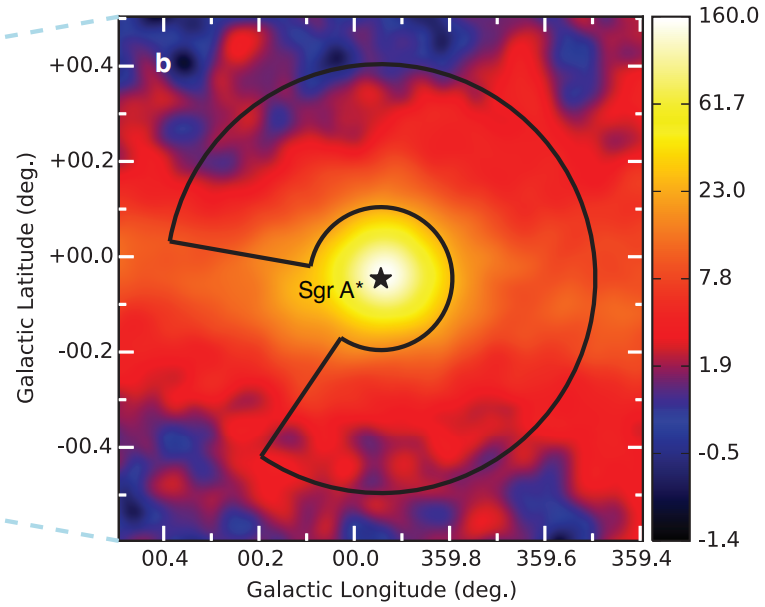 b
Sgr A*
+00.4
+00.2
+00.0
-00.2
-00.4
Galactic Latitude (deg.)
00.4 00.2 00.0 359.8 359.6 359.4
Galactic Longitude (deg.)
160.0
61.7
23.0
7.8
1.9
-0.5
-1.4